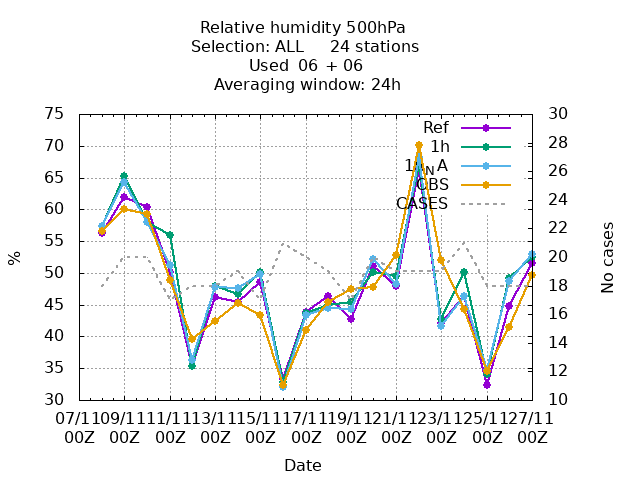 Relative humidity 500hPa
Selection: ALL     24 stations
Used  06 + 06
Averaging window: 24h
75
70
65
60
55
50
45
40
35
30
%
30
28
26
24
22
20
18
16
14
12
10
No cases
Ref
1h
CBS
CASES
07/11 09/11 11/11 13/11 15/11 17/11 19/11 21/11 23/11 25/11 27/11
00Z 00Z 00Z 00Z 00Z 00Z 00Z 00Z 00Z 00Z 00Z
Date